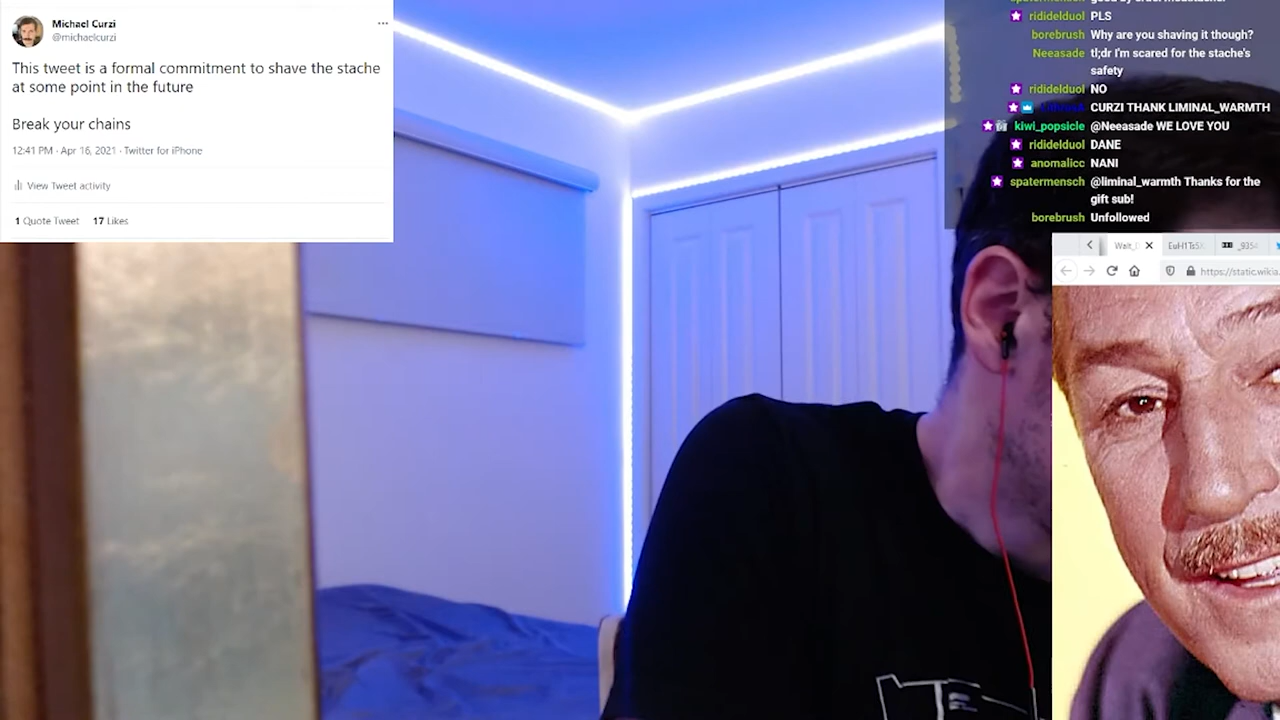 Michael Curzi
@michaelcurzi
This tweet is a formal commitment to shave the stache
at some point in the future
Break your chains
12:41 PM · Apr 16, 2021 · Twitter for iPhone
View Tweet activity
1 Quote Tweet 17 Likes
rididelduol PLS
borebrush Why are you shaving it though?
Neeasade tl;dr I'm scared for the stache's
safety
rididelduol NO
CURZI THANK LIMINAL_WARMTH
kiwi_popsicle @Neeasade WE LOVE YOU
rididelduol DANE
anomalicc NANI
spatermensch @liminal_warmth Thanks for the
gift sub!
borebrush Unfollowed
https://static.wikia.